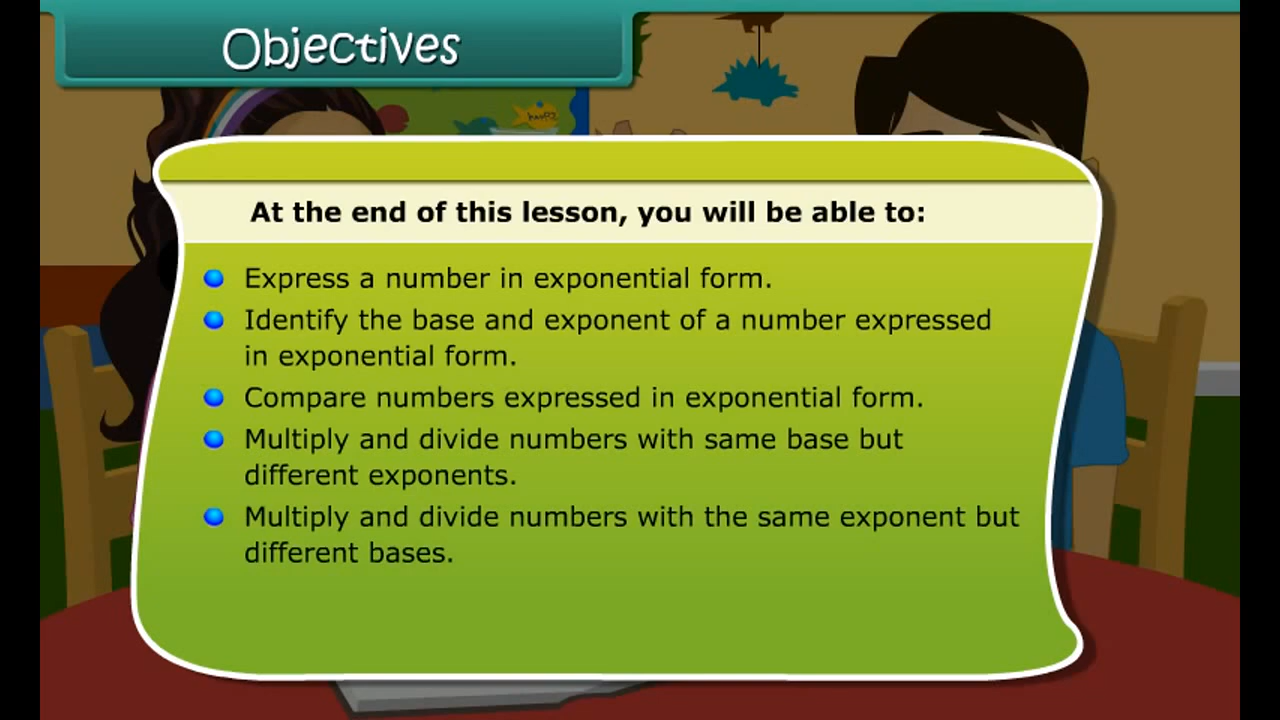 Objectives
At the end of this lesson, you will be able to:
Express a number in exponential form.
Identify the base and exponent of a number expressed
in exponential form.
Compare numbers expressed in exponential form.
Multiply and divide numbers with same base but
different exponents.
Multiply and divide numbers with the same exponent but
different bases.